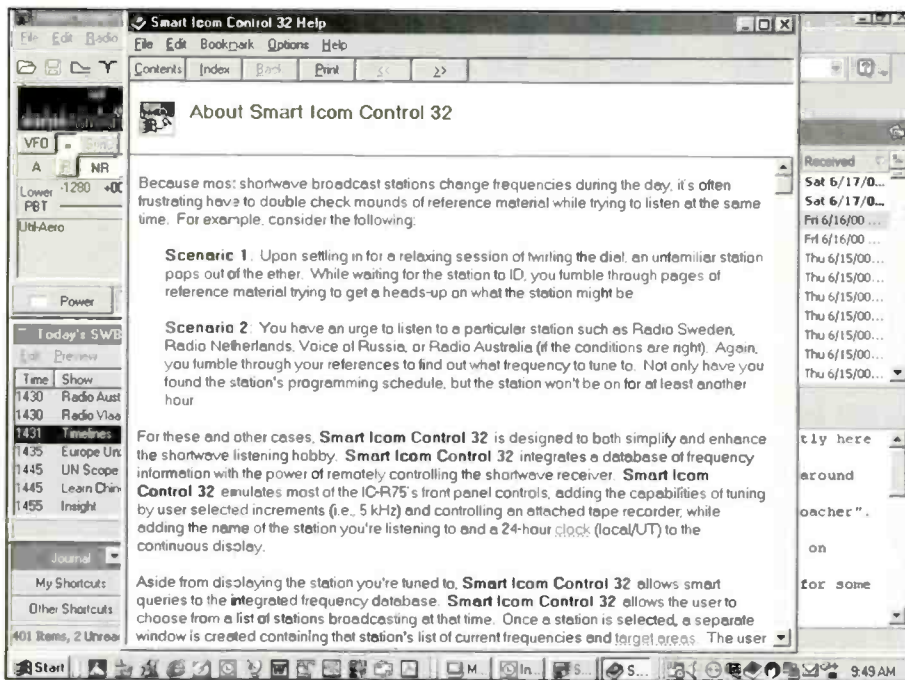 Smart Icom Control 32 Help
File Edit Radio
File Edit Bookmark Options Help
Contents Index Back Print << >>
About Smart Icom Control 32
VFO
A NR
Lower -1280
PBT
Util-Aero
Power
Received
Sat 6/17/0...
Sat 6/17/0...
Fri 6/16/00 ...
Fri 6/16/00 ...
Thu 6/15/00...
Thu 6/15/00...
Thu 6/15/00...
Thu 6/15/00...
Thu 6/15/00...
Thu 6/15/00...
Thu 6/15/00...
Because most shortwave broadcast stations change frequencies during the day, it's often
frustrating have to double check mounds of reference material while trying to listen at the same
time. For example, consider the following:
Scenario 1. Upon settling in for a relaxing session of twirling the dial, an unfamiliar station
pops out of the ether. While waiting for the station to ID, you fumble through pages of
reference material trying to get a heads-up on what the station might be
Scenario 2. You have an urge to listen to a particular station such as Radio Sweden,
Radio Netherlands, Voice of Russia, or Radio Australia (if the conditions are right). Again,
you fumble through your references to find out what frequency to tune to. Not only have you
found the station's programming schedule, but the station won't be on for at least another
hour
For these and other cases, Smart Icom Control 32 is designed to both simplify and enhance
the shortwave listening hobby. Smart Icom Control 32 integrates a database of frequency
information with the power of remotely controlling the shortwave receiver. Smart Icom
Control 32 emulates most of the IC-R75's front panel controls, adding the capabilities of tuning
by user selected increments (i.e., 5 kHz) and controlling an attached tape recorder, while
adding the name of the station you're listening to and a 24-hour clock (local/UT) to the
continuous display.
Aside from displaying the station you're tuned to, Smart Icom Control 32 allows smart
queries to the integrated frequency database. Smart Icom Control 32 allows the user to
choose from a list of stations broadcasting at that time. Once a station is selected, a separate
window is created containing that station's list of current frequencies and target areas. The user
Today's SWB
Edit Preview
Time Show
1430 Radio Aust
1430 Radio Vlaa
1431 Timelines
1435 Europe Un
1445 UN Scope
1445 Learn Chin
1455 Insight
Journal
My Shortcuts
Other Shortcuts
401 Items, 2 Unread
tly here
around
oacher".
on
for some
Start M... In... S... S... 9:49 AM